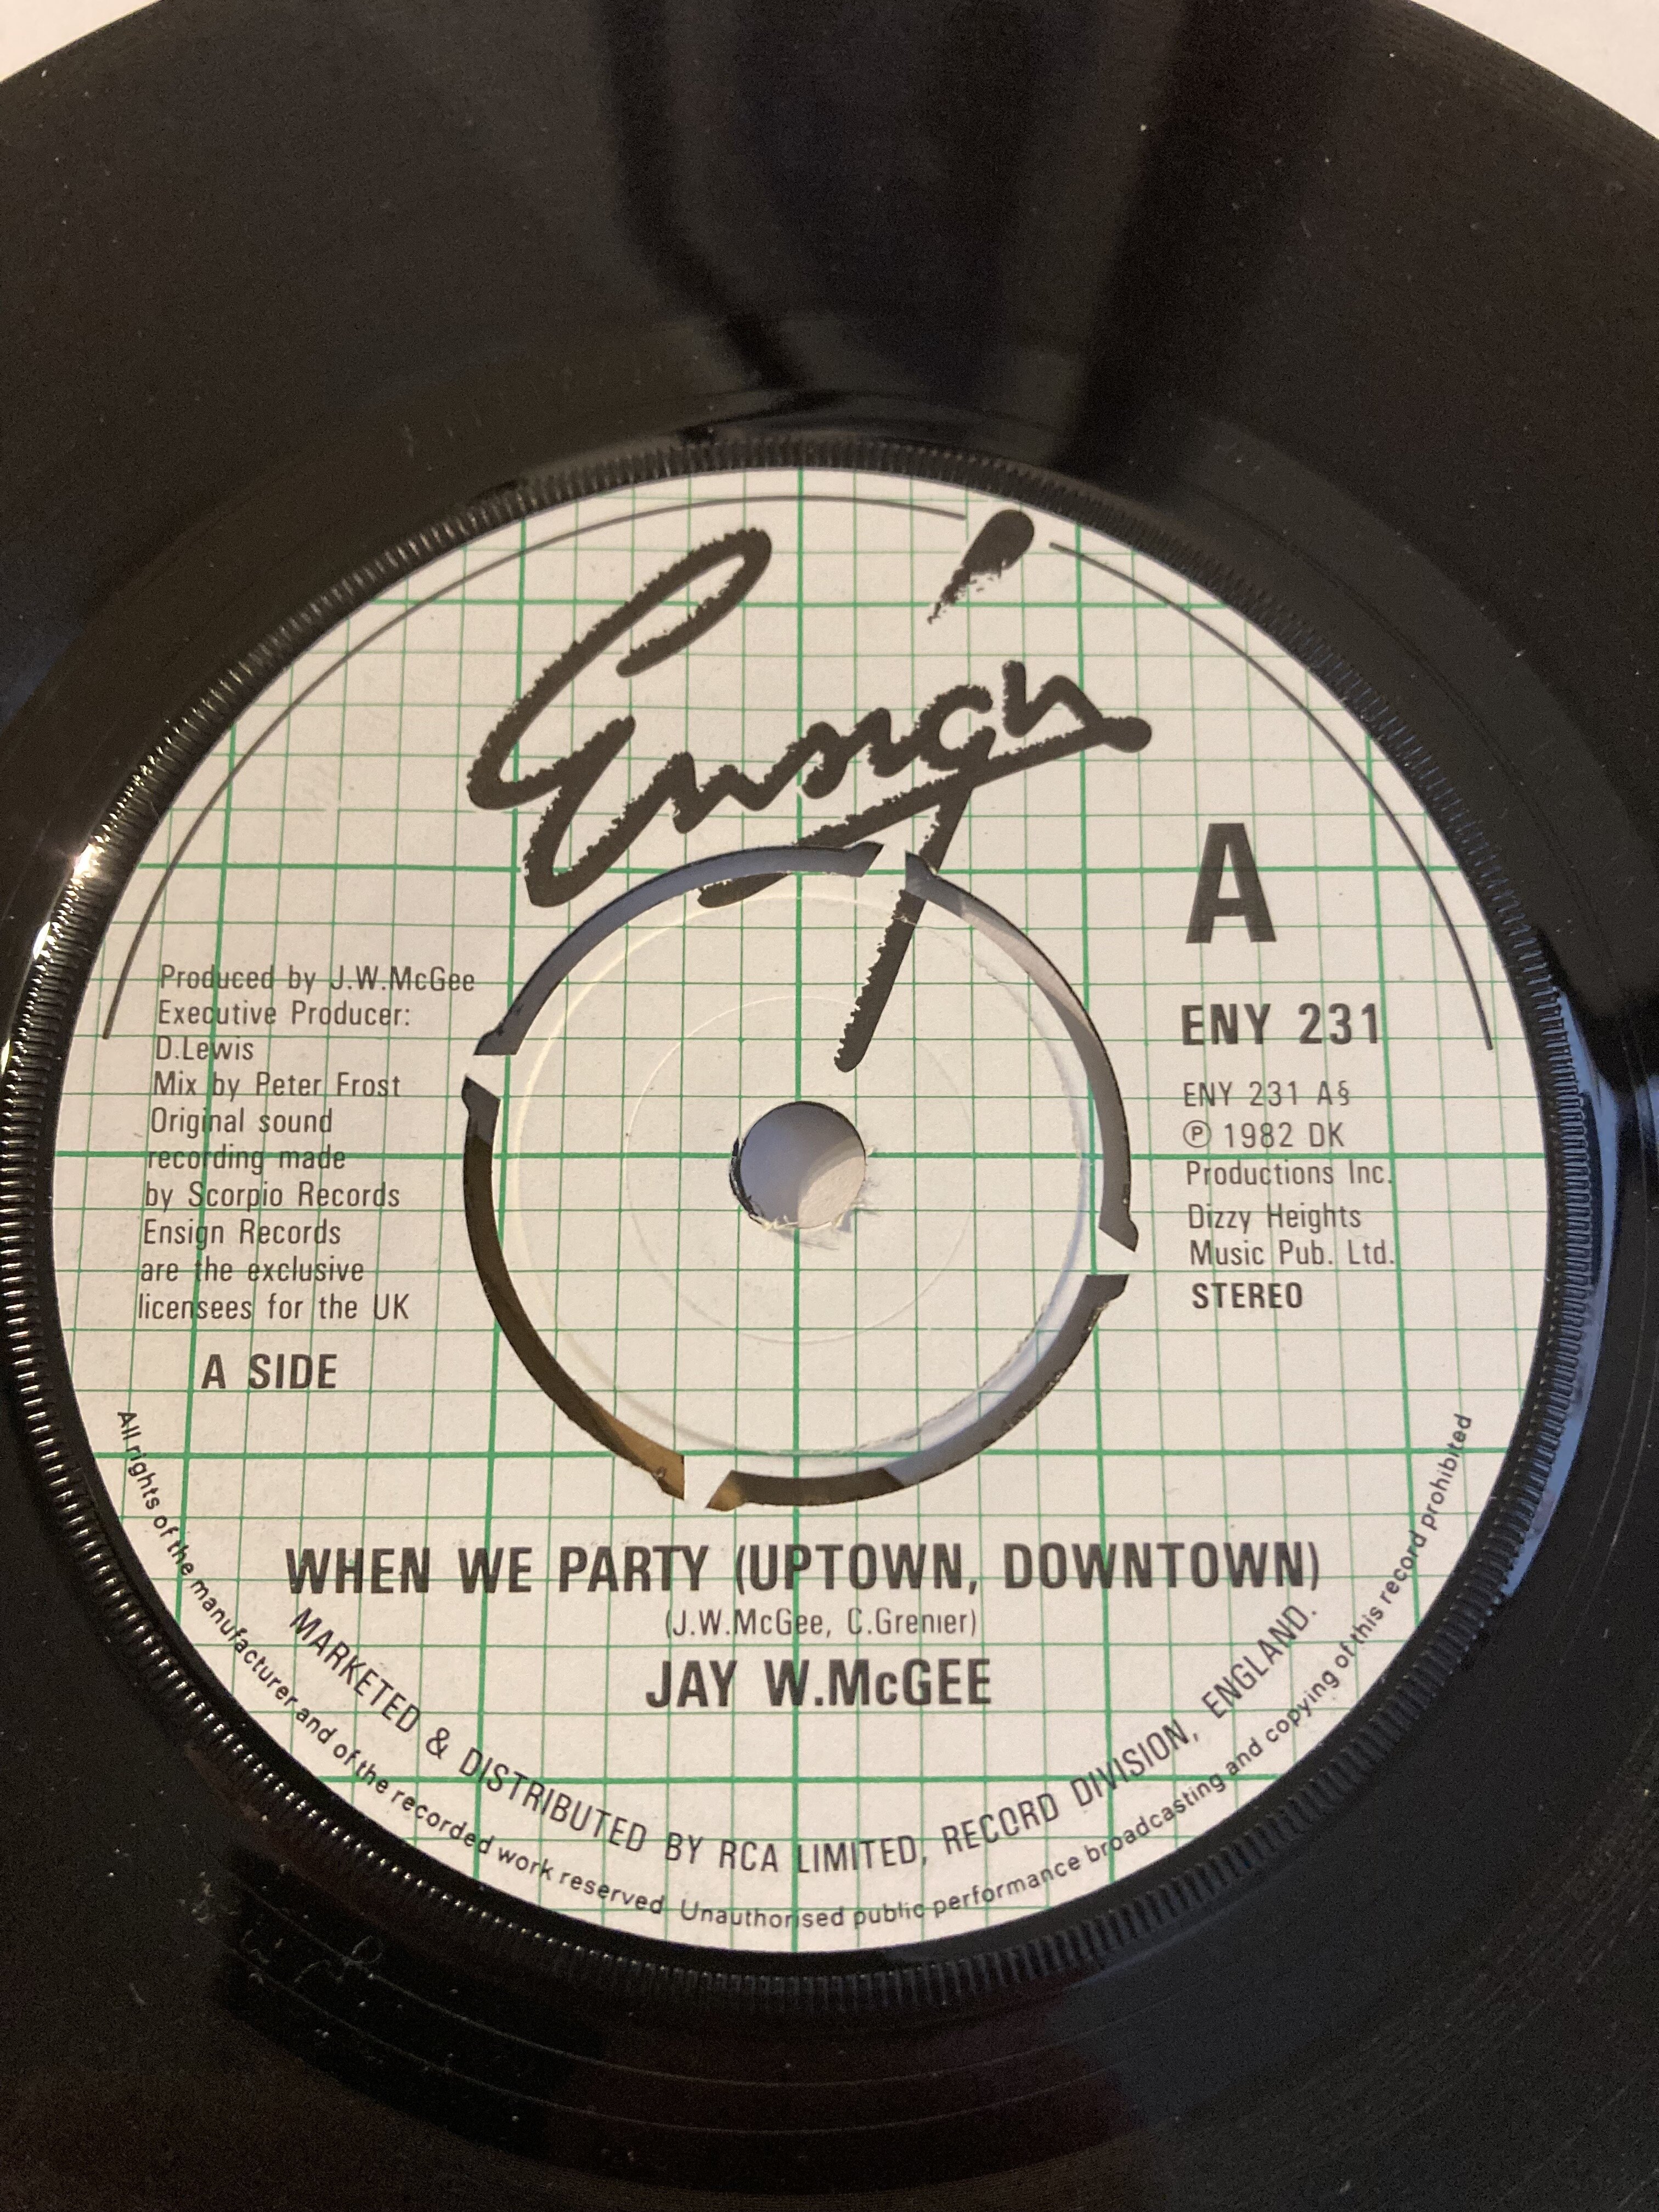 Ensign
A
ENY 231
ENY 231 A§
℗ 1982 DK
Productions Inc.
Dizzy Heights
Music Pub. Ltd.
STEREO
Produced by J.W.McGee
Executive Producer:
D.Lewis
Mix by Peter Frost
Original sound
recording made
by Scorpio Records
Ensign Records
are the exclusive
licensees for the UK
A SIDE
WHEN WE PARTY (UPTOWN, DOWNTOWN)
(J.W.McGee, C.Grenier)
JAY W.McGEE
MARKETED & DISTRIBUTED BY RCA LIMITED, RECORD DIVISION, ENGLAND.
All rights of the manufacturer and of the recorded work reserved Unauthorised public performance broadcasting and copying of this record prohibited